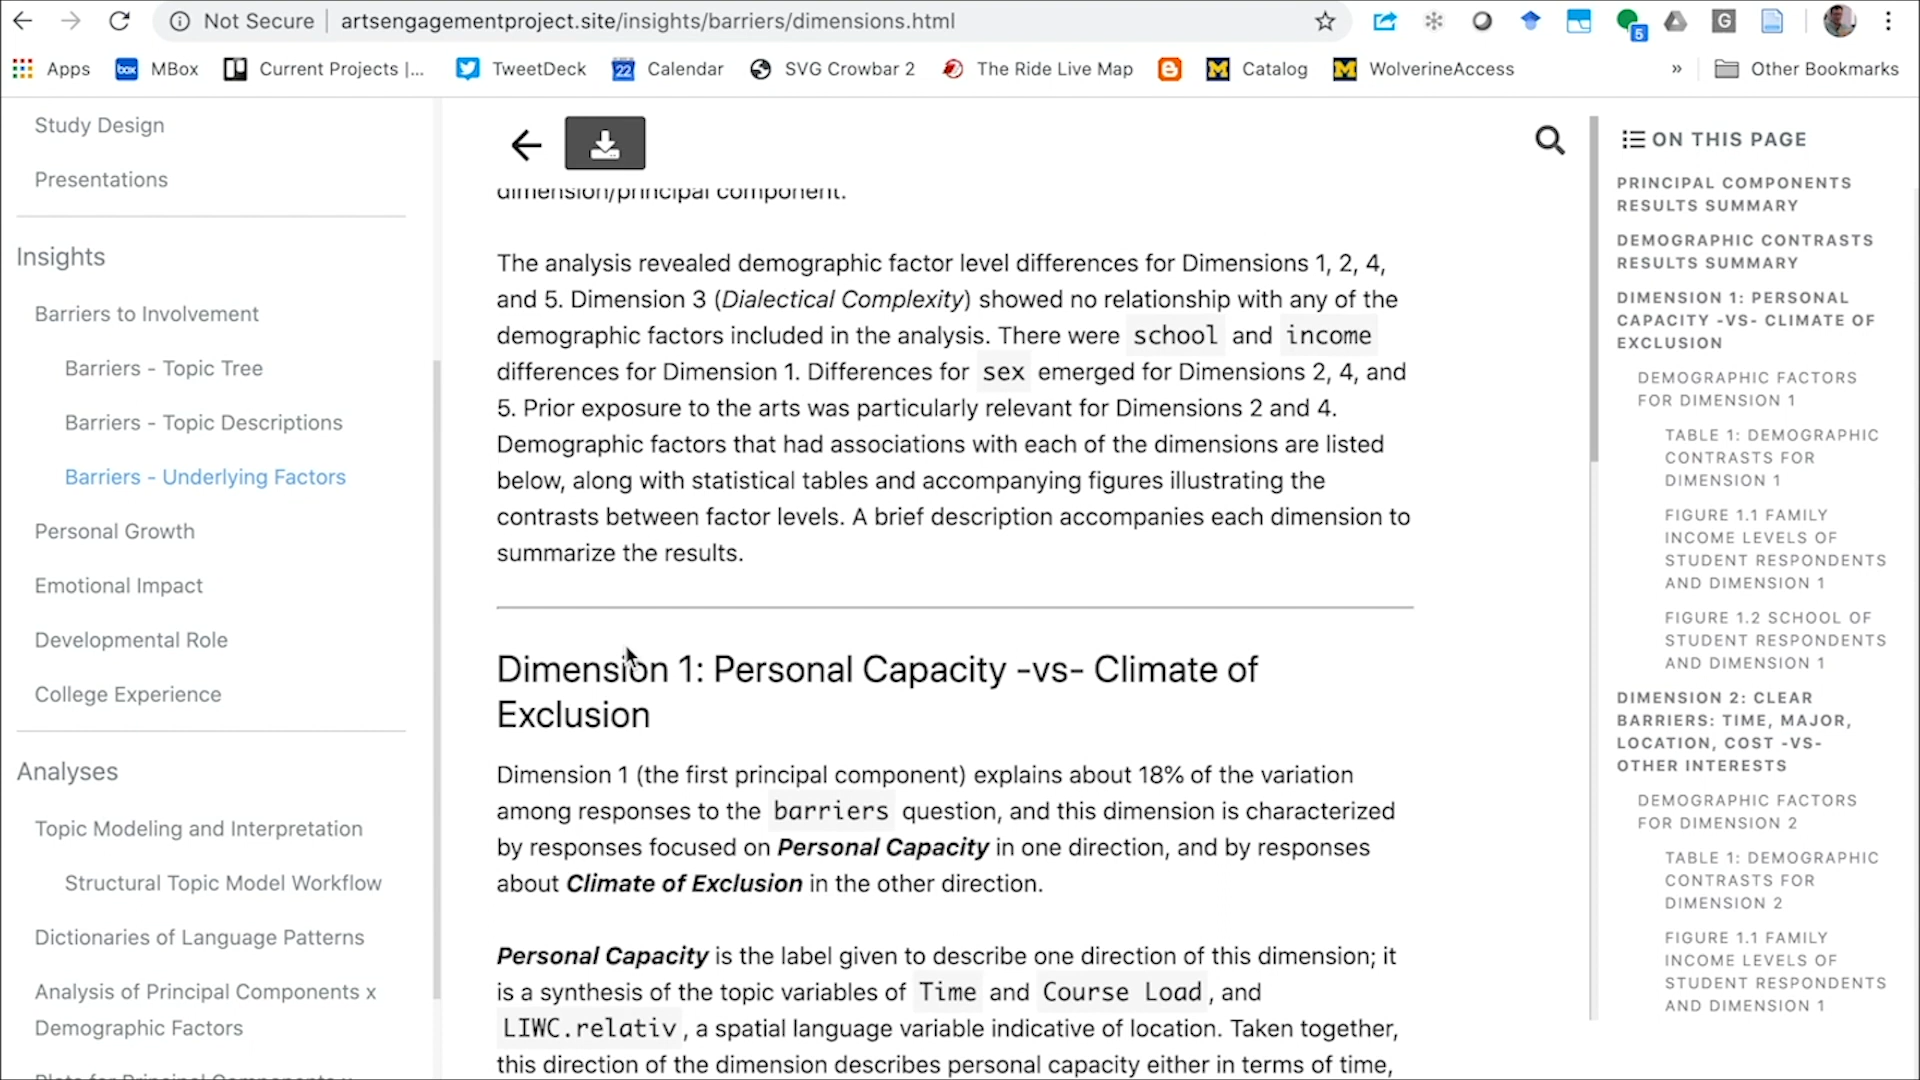 Not Secure
artsengagementproject.site/insights/barriers/dimensions.html
5
G
Apps
box
MBox
Current Projects |...
TweetDeck
22
Calendar
SVG Crowbar 2
The Ride Live Map
M
Catalog
M
WolverineAccess
»
Other Bookmarks
Study Design
Presentations
Insights
Barriers to Involvement
Barriers - Topic Tree
Barriers - Topic Descriptions
Barriers - Underlying Factors
Personal Growth
Emotional Impact
Developmental Role
College Experience
Analyses
Topic Modeling and Interpretation
Structural Topic Model Workflow
Dictionaries of Language Patterns
Analysis of Principal Components x
Demographic Factors
dimension/principal component.
The analysis revealed demographic factor level differences for Dimensions 1, 2, 4,
and 5. Dimension 3 (Dialectical Complexity) showed no relationship with any of the
demographic factors included in the analysis. There were school and income
differences for Dimension 1. Differences for sex emerged for Dimensions 2, 4, and
5. Prior exposure to the arts was particularly relevant for Dimensions 2 and 4.
Demographic factors that had associations with each of the dimensions are listed
below, along with statistical tables and accompanying figures illustrating the
contrasts between factor levels. A brief description accompanies each dimension to
summarize the results.
Dimension 1: Personal Capacity -vs- Climate of
Exclusion
Dimension 1 (the first principal component) explains about 18% of the variation
among responses to the barriers question, and this dimension is characterized
by responses focused on Personal Capacity in one direction, and by responses
about Climate of Exclusion in the other direction.
Personal Capacity is the label given to describe one direction of this dimension; it
is a synthesis of the topic variables of Time and Course Load, and
LIWC.relativ, a spatial language variable indicative of location. Taken together,
this direction of the dimension describes personal capacity either in terms of time,
ON THIS PAGE
PRINCIPAL COMPONENTS
RESULTS SUMMARY
DEMOGRAPHIC CONTRASTS
RESULTS SUMMARY
DIMENSION 1: PERSONAL
CAPACITY -VS- CLIMATE OF
EXCLUSION
DEMOGRAPHIC FACTORS
FOR DIMENSION 1
TABLE 1: DEMOGRAPHIC
CONTRASTS FOR
DIMENSION 1
FIGURE 1.1 FAMILY
INCOME LEVELS OF
STUDENT RESPONDENTS
AND DIMENSION 1
FIGURE 1.2 SCHOOL OF
STUDENT RESPONDENTS
AND DIMENSION 1
DIMENSION 2: CLEAR
BARRIERS: TIME, MAJOR,
LOCATION, COST -VS-
OTHER INTERESTS
DEMOGRAPHIC FACTORS
FOR DIMENSION 2
TABLE 1: DEMOGRAPHIC
CONTRASTS FOR
DIMENSION 2
FIGURE 1.1 FAMILY
INCOME LEVELS OF
STUDENT RESPONDENTS
AND DIMENSION 1